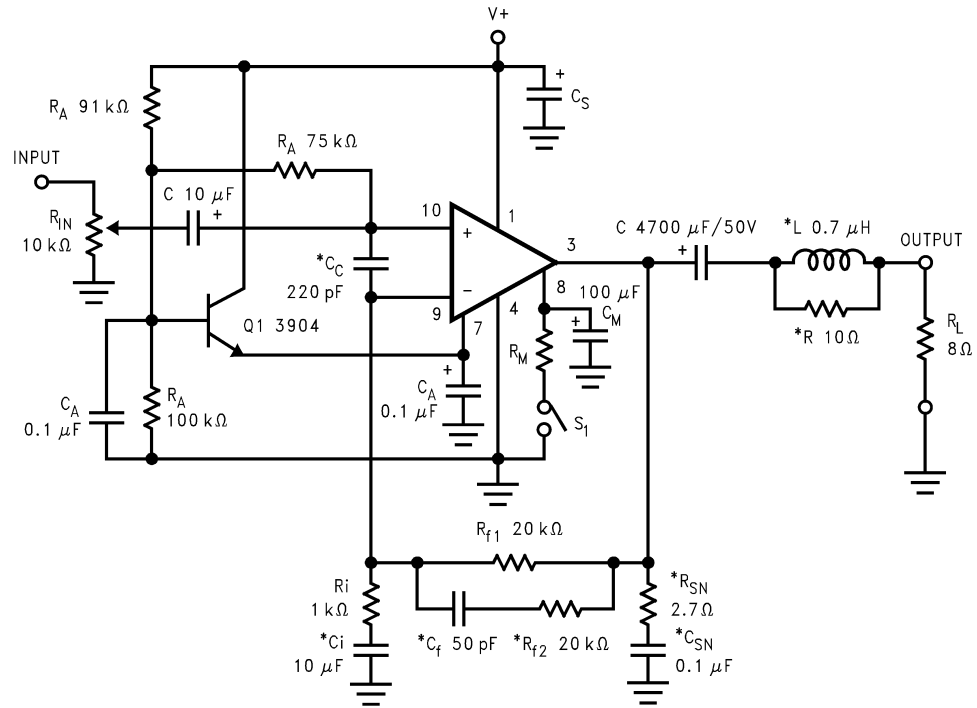 V+
+
C_S
R_A 91 kΩ
R_A 75 kΩ
INPUT
C 10 μF
+
R_IN
10 kΩ
10
+
1
3
C 4700 μF/50V
+
*L 0.7 μH
OUTPUT
*C_C
220 pF
−
9
7
4
8
100 μF
C_M
+
*R 10Ω
R_L
8Ω
Q1 3904
R_M
S_1
C_A
0.1 μF
R_A
100 kΩ
+
C_A
0.1 μF
R_f1 20 kΩ
Ri
1 kΩ
*Ci
10 μF
*C_f 50 pF
*R_f2 20 kΩ
*R_SN
2.7Ω
*C_SN
0.1 μF